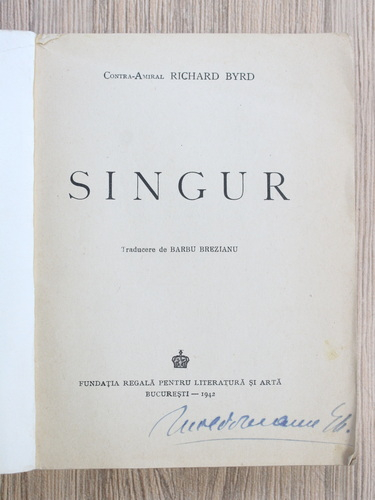 Contra-Amiral RICHARD BYRD
SINGUR
Traducere de BARBU BREZIANU
FUNDAȚIA REGALĂ PENTRU LITERATURĂ ȘI ARTĂ
BUCUREȘTI — 1942